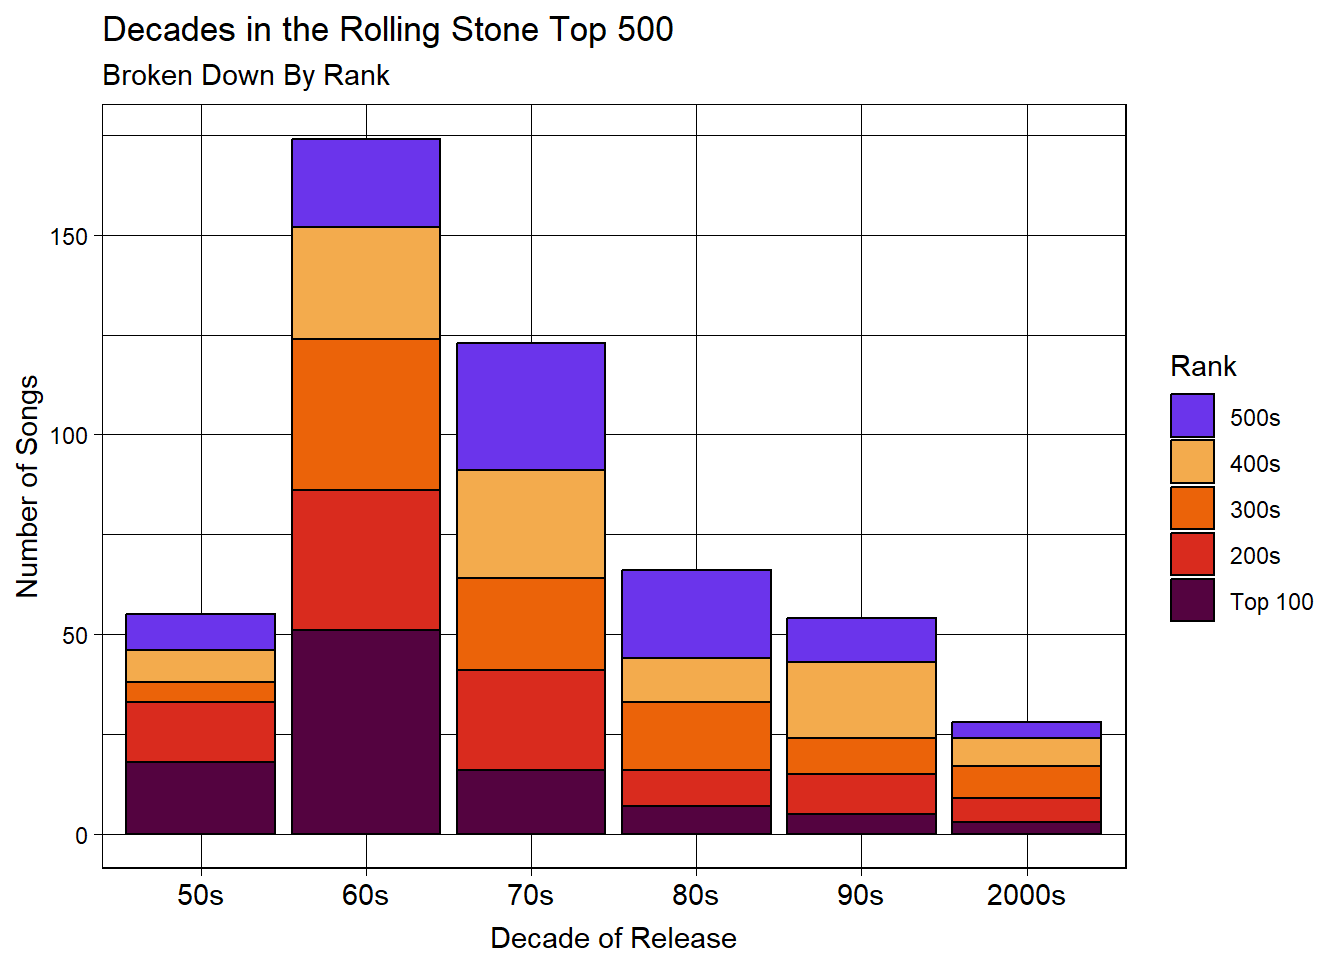 Decades in the Rolling Stone Top 500
Broken Down By Rank
Number of Songs
150
100
50
0
50s
60s
70s
80s
90s
2000s
Decade of Release
Rank
500s
400s
300s
200s
Top 100